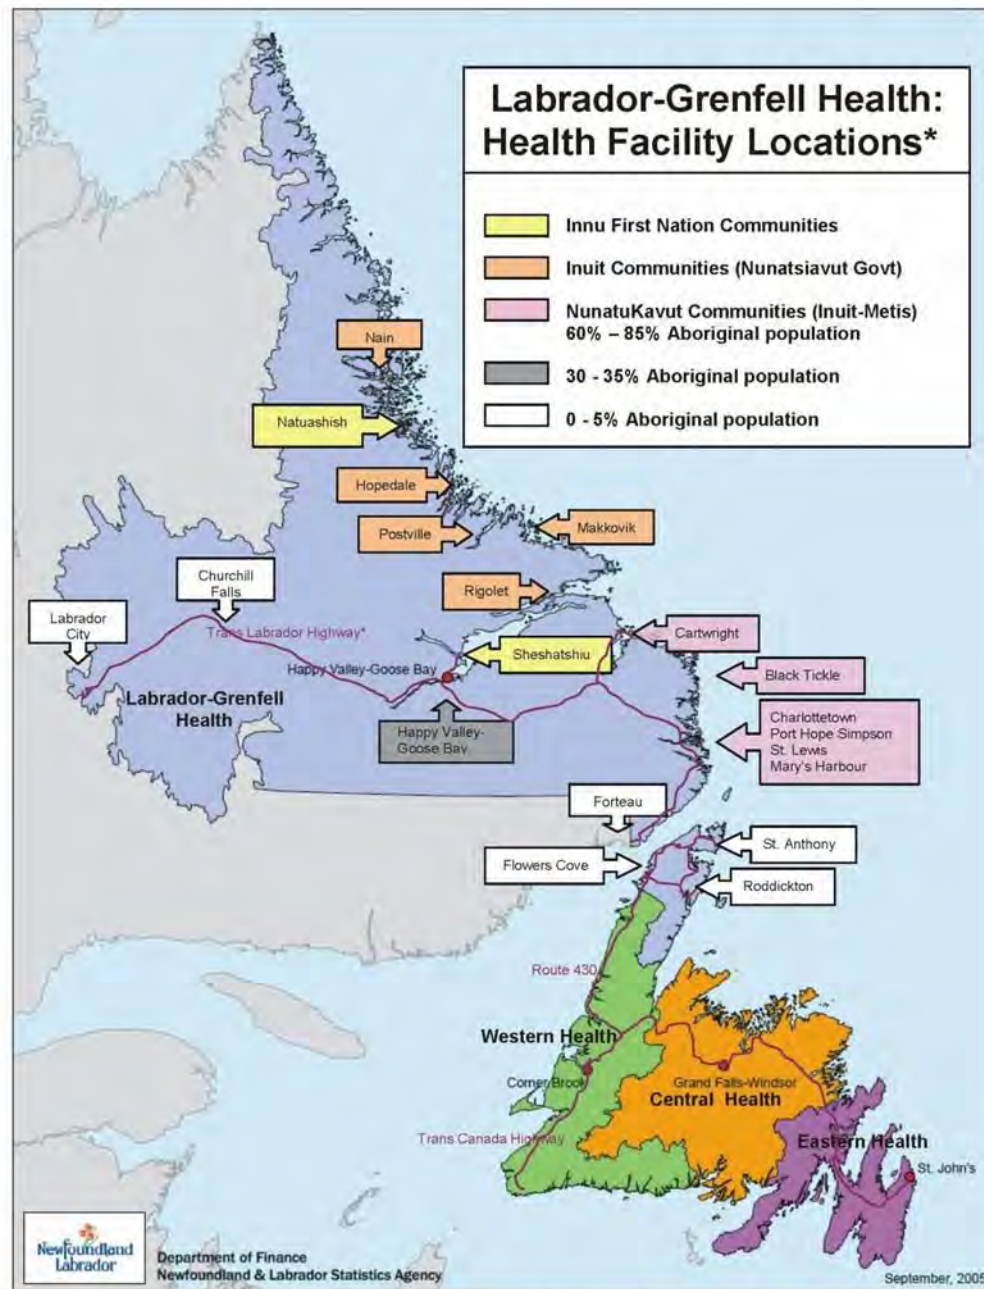 Labrador-Grenfell Health:
Health Facility Locations*
Innu First Nation Communities
Inuit Communities (Nunatsiavut Govt)
NunatuKavut Communities (Inuit-Metis)
60% – 85% Aboriginal population
30 - 35% Aboriginal population
0 - 5% Aboriginal population
Nain
Natuashish
Hopedale
Postville
Makkovik
Rigolet
Churchill
Falls
Labrador
City
Trans Labrador Highway*
Happy Valley-Goose Bay
Sheshatshiu
Cartwright
Black Tickle
Labrador-Grenfell
Health
Happy Valley-
Goose Bay
Charlottetown
Port Hope Simpson
St. Lewis
Mary's Harbour
Forteau
Flowers Cove
St. Anthony
Roddickton
Route 430
Western Health
Corner Brook
Grand Falls-Windsor
Central Health
Trans Canada Highway
Eastern Health
St. John's
Newfoundland
Labrador
Department of Finance
Newfoundland & Labrador Statistics Agency
September, 2005